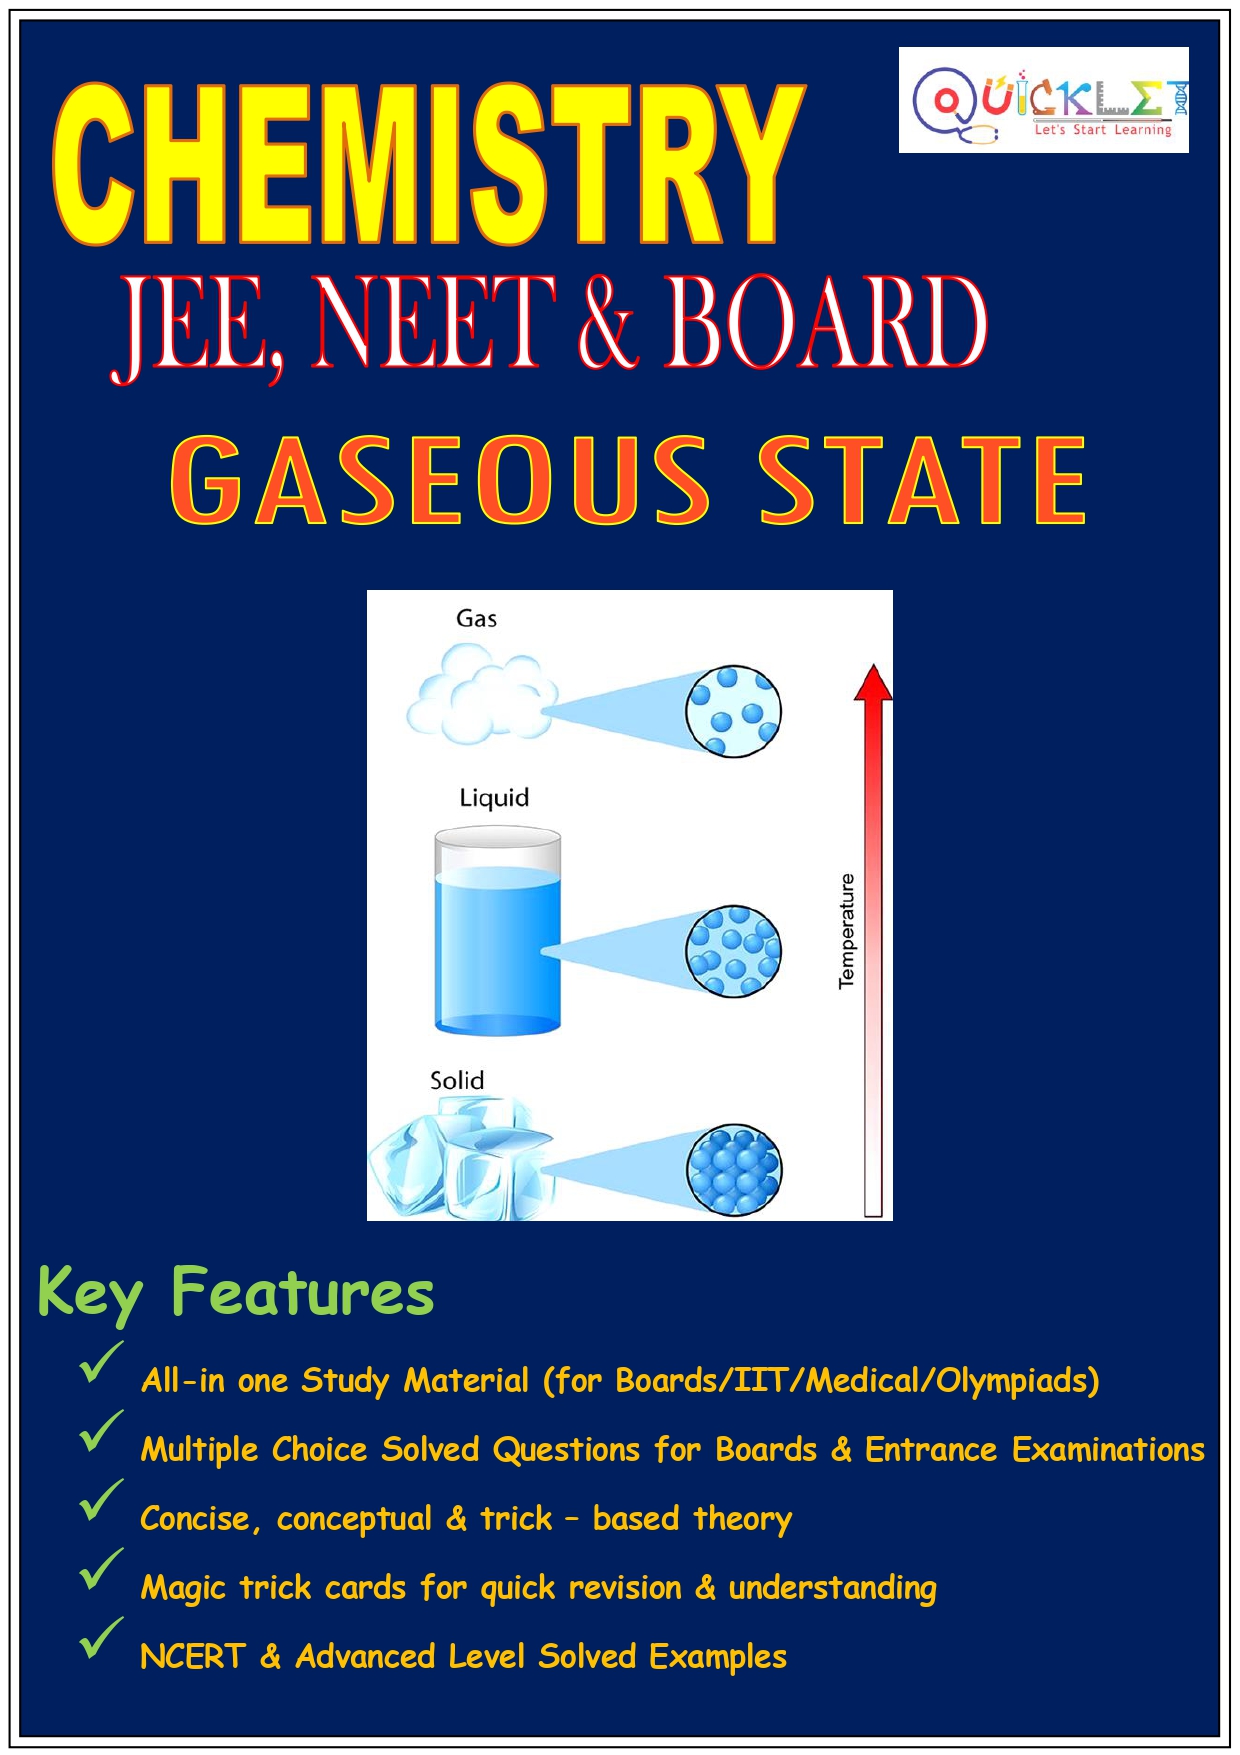 CHEMISTRY
QUICKLET
Let's Start Learning
JEE, NEET & BOARD
GASEOUS STATE
Gas
Liquid
Temperature
Solid
Key Features
✓ All-in one Study Material (for Boards/IIT/Medical/Olympiads)
✓ Multiple Choice Solved Questions for Boards & Entrance Examinations
✓ Concise, conceptual & trick – based theory
✓ Magic trick cards for quick revision & understanding
✓ NCERT & Advanced Level Solved Examples